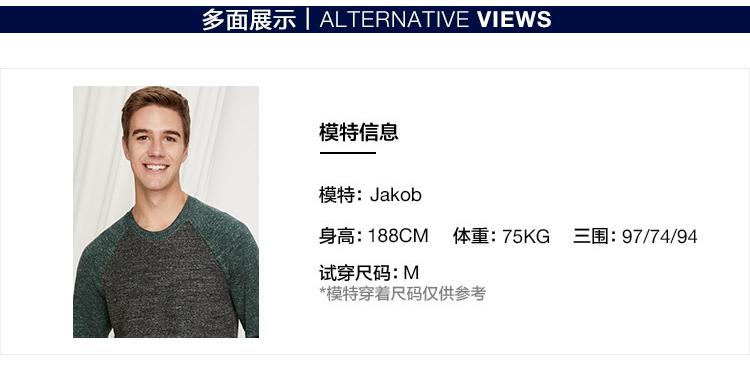 多面展示 | ALTERNATIVE VIEWS
模特信息
模特: Jakob
身高: 188CM 体重: 75KG 三围: 97/74/94
试穿尺码: M
*模特穿着尺码仅供参考